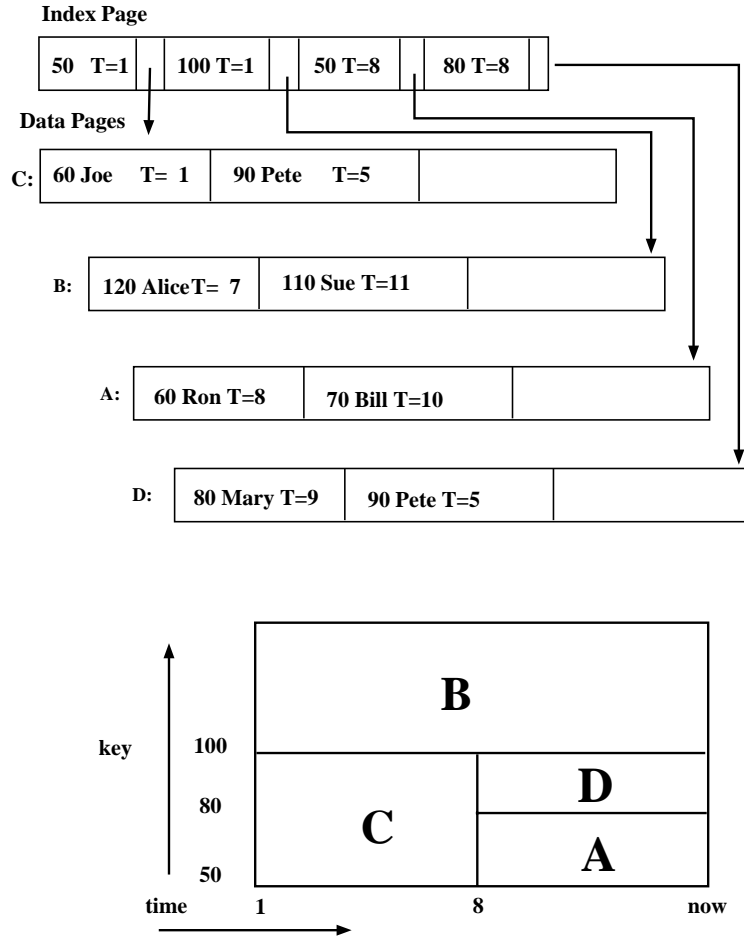 Index Page
50 T=1 100 T=1 50 T=8 80 T=8
Data Pages
C: 60 Joe T= 1 90 Pete T=5
B: 120 Alice T= 7 110 Sue T=11
A: 60 Ron T=8 70 Bill T=10
D: 80 Mary T=9 90 Pete T=5
B
key
100
D
80
C
A
50
time 1 8 now